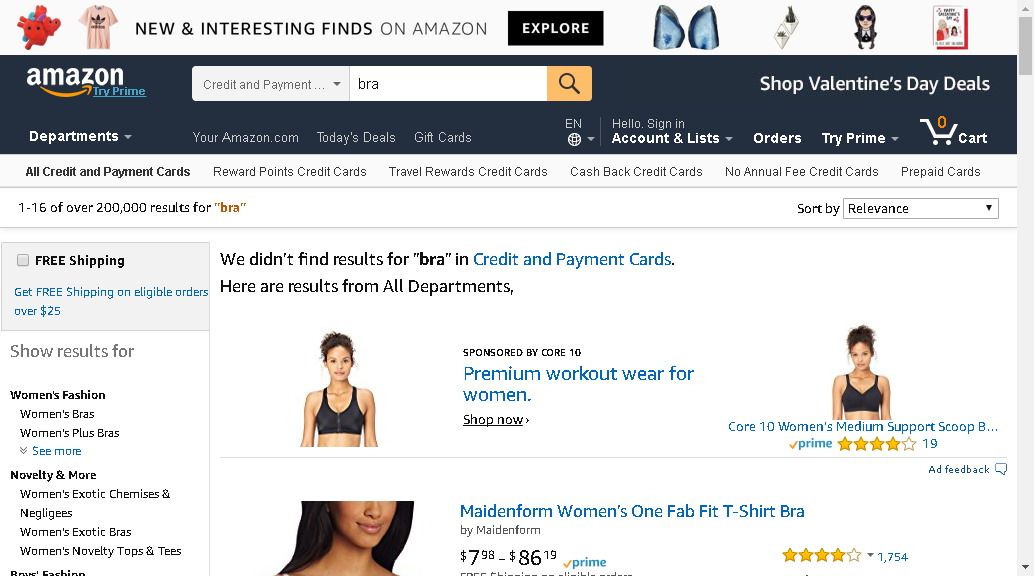 NEW & INTERESTING FINDS ON AMAZON
EXPLORE
amazon
Try Prime
Credit and Payment ...
bra
Shop Valentine's Day Deals
Departments
Your Amazon.com
Today's Deals
Gift Cards
EN
Hello. Sign in
Account & Lists
Orders
Try Prime
0
Cart
All Credit and Payment Cards
Reward Points Credit Cards
Travel Rewards Credit Cards
Cash Back Credit Cards
No Annual Fee Credit Cards
Prepaid Cards
1-16 of over 200,000 results for "bra"
Sort by Relevance
FREE Shipping
Get FREE Shipping on eligible orders
over $25
Show results for
Women's Fashion
Women's Bras
Women's Plus Bras
See more
Novelty & More
Women's Exotic Chemises &
Negligees
Women's Exotic Bras
Women's Novelty Tops & Tees
Boys' Fashion
We didn't find results for "bra" in Credit and Payment Cards.
Here are results from All Departments,
SPONSORED BY CORE 10
Premium workout wear for
women.
Shop now ›
Core 10 Women's Medium Support Scoop B...
prime
19
Ad feedback
Maidenform Women's One Fab Fit T-Shirt Bra
by Maidenform
$7 98 - $86 19 prime
1,754
FREE Shipping on eligible orders